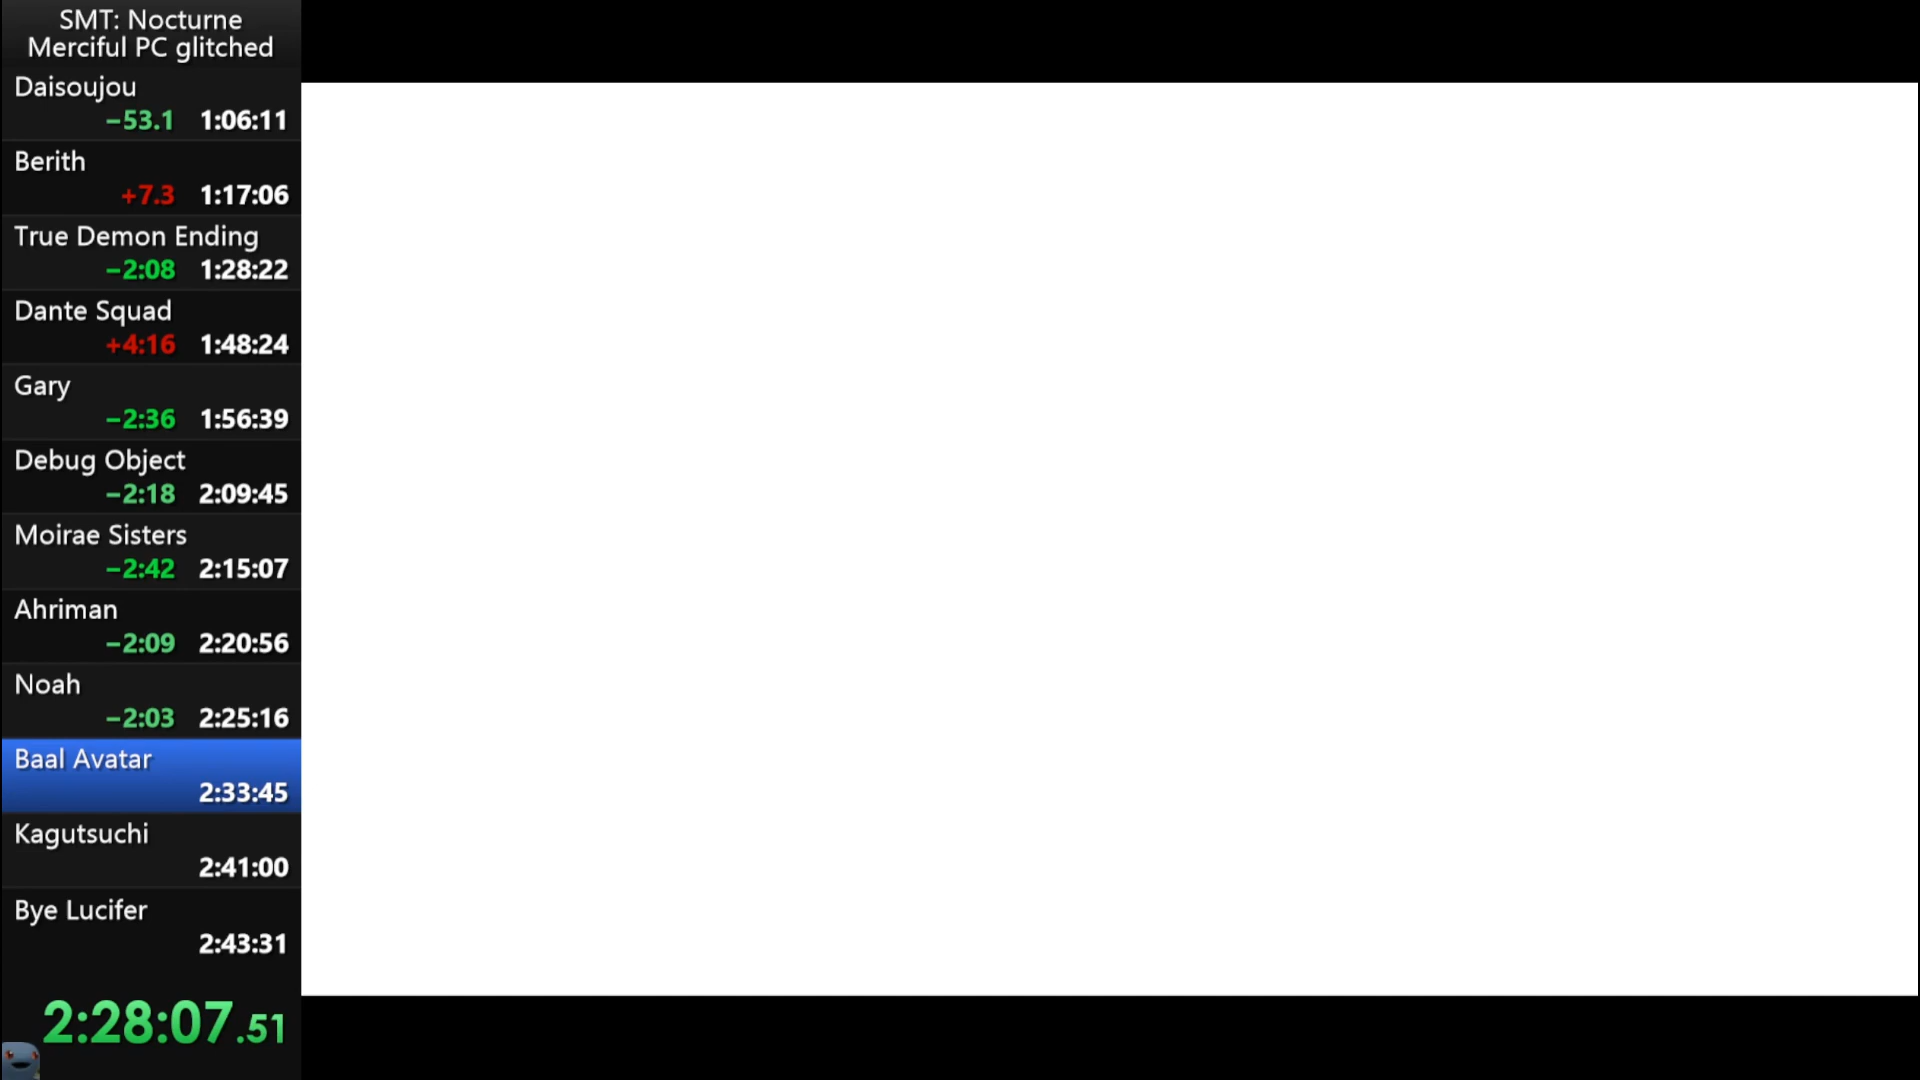 SMT: Nocturne
Merciful PC glitched
Daisoujou
−53.1 1:06:11
Berith
+7.3 1:17:06
True Demon Ending
−2:08 1:28:22
Dante Squad
+4:16 1:48:24
Gary
−2:36 1:56:39
Debug Object
−2:18 2:09:45
Moirae Sisters
−2:42 2:15:07
Ahriman
−2:09 2:20:56
Noah
−2:03 2:25:16
Baal Avatar
2:33:45
Kagutsuchi
2:41:00
Bye Lucifer
2:43:31
2:28:07.51